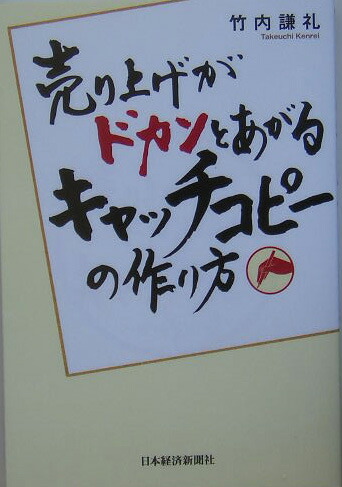 竹内謙礼
Takeuchi Kenrei
売り上げが
ドカンとあがる
キャッチコピー
の作り方
日本経済新聞社